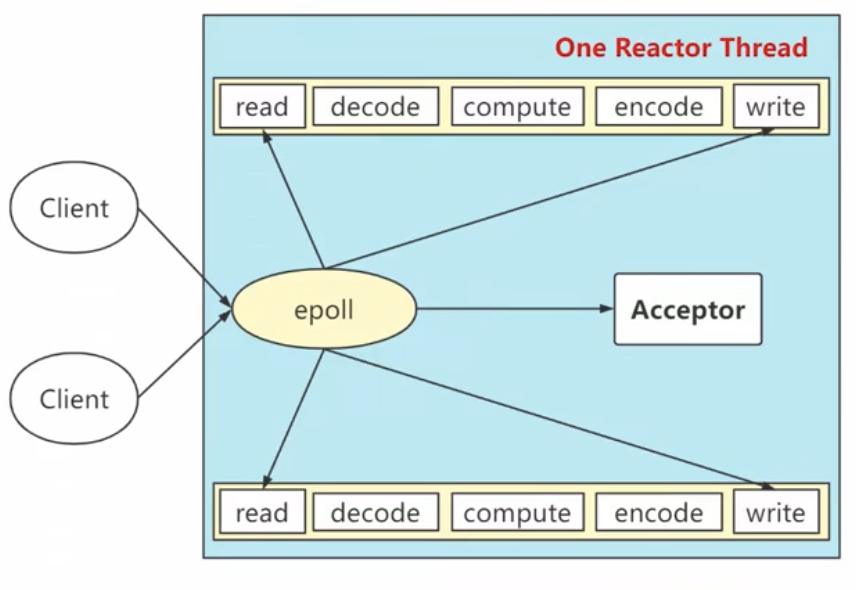 One Reactor Thread
read decode compute encode write
Client
epoll
Acceptor
Client
read decode compute encode write